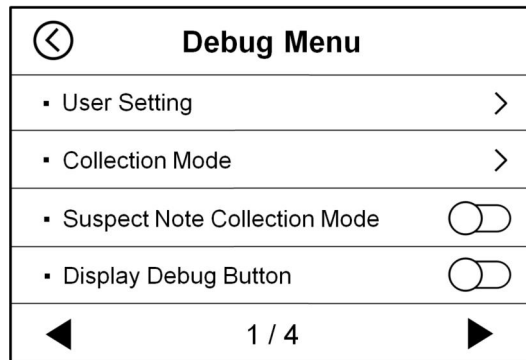 Debug Menu
▪ User Setting
▪ Collection Mode
▪ Suspect Note Collection Mode
▪ Display Debug Button
1 / 4